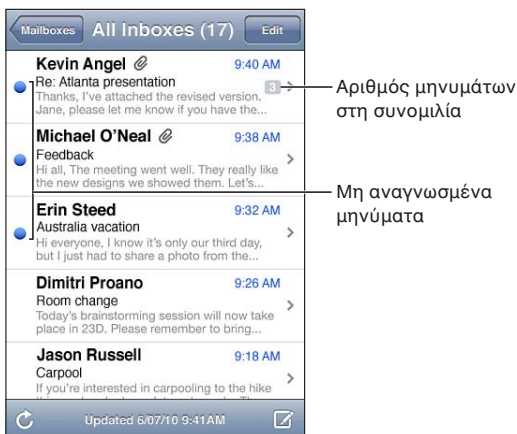 Mailboxes All Inboxes (17) Edit
Kevin Angel 9:40 AM
Re: Atlanta presentation 3
Thanks, I've attached the revised version.
Jane, please let me know if you have the...
Michael O'Neal 9:38 AM
Feedback
Hi all, The meeting went well. They really like
the new designs we showed them. Let's...
Erin Steed 9:32 AM
Australia vacation
Hi everyone, I know it's only our third day,
but I just had to share a photo from the...
Dimitri Proano 9:26 AM
Room change
Today's brainstorming session will now take
place in 23D. Please remember to bring...
Jason Russell 9:18 AM
Carpool
If you're interested in carpooling to the hike
Updated 6/07/10 9:41 AM
Αριθμός μηνυμάτων
στη συνομιλία
Μη αναγνωσμένα
μηνύματα